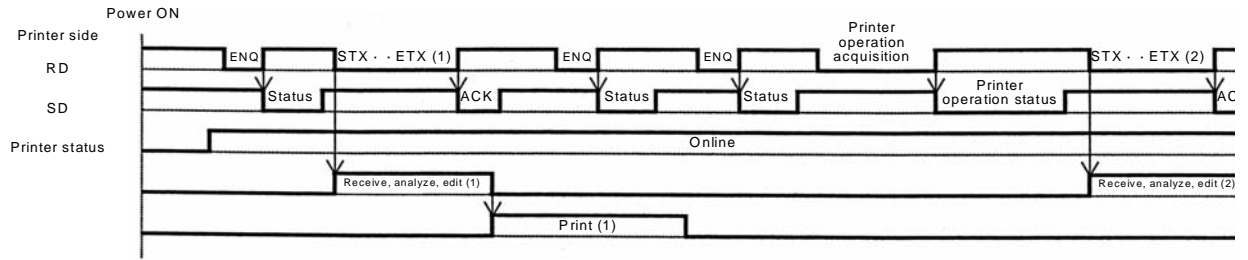 Power ON
Printer side
RD
ENQ
STX · · ETX (1)
ENQ
ENQ
Printer
operation
acquisition
STX · · ETX (2)
SD
Status
ACK
Status
Status
Printer
operation status
AC
Printer status
Online
Receive, analyze, edit (1)
Receive, analyze, edit (2)
Print (1)